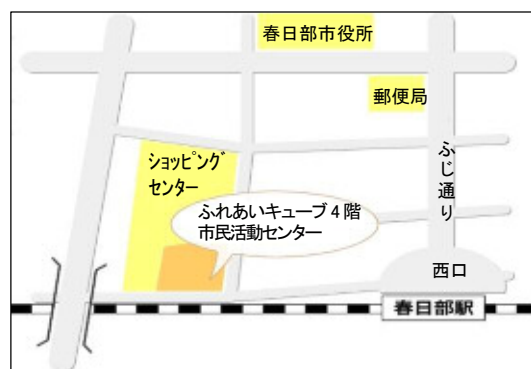 春日部市役所
郵便局
ふじ通り
ショッピング
センター
ふれあいキューブ4階
市民活動センター
西口
春日部駅